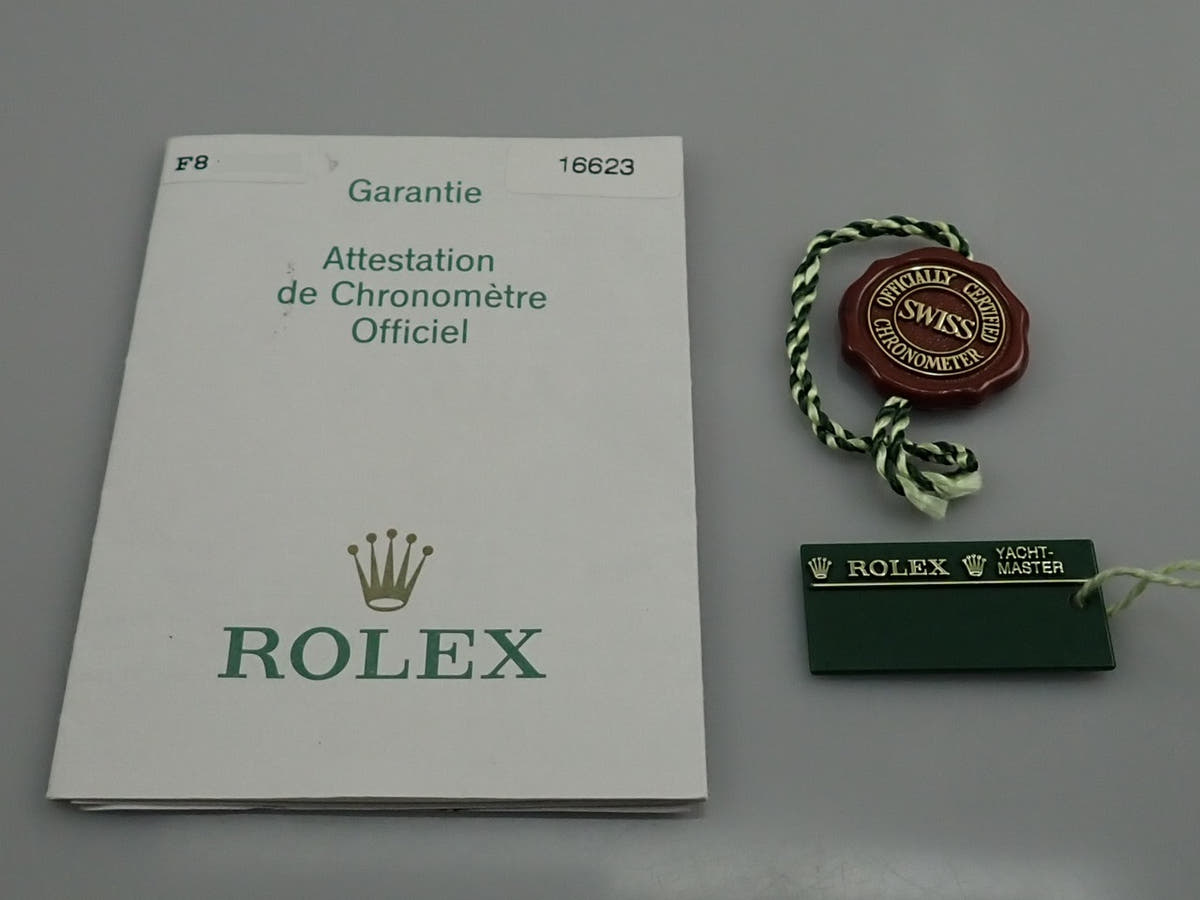 F8
16623
Garantie
Attestation
de Chronomètre
Officiel
ROLEX
OFFICIALLY CERTIFIED
SWISS
CHRONOMETER
ROLEX
YACHT-
MASTER